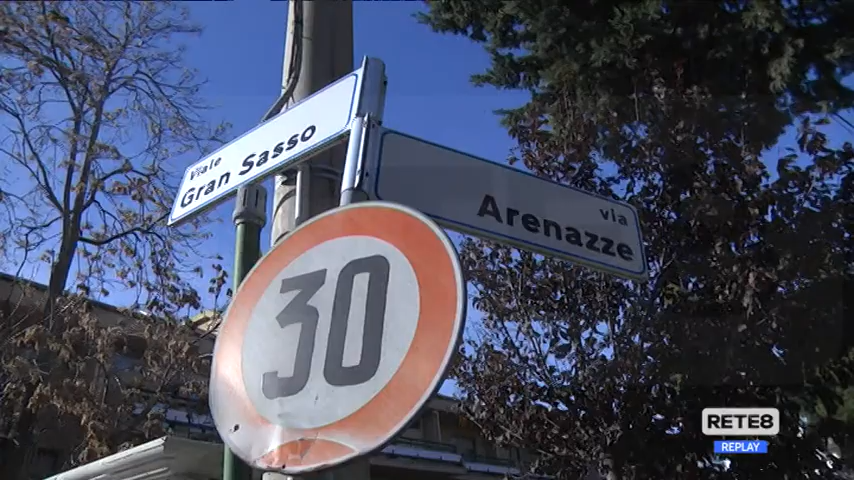 Viale
Gran Sasso
via
Arenazze
30
RETE8
REPLAY